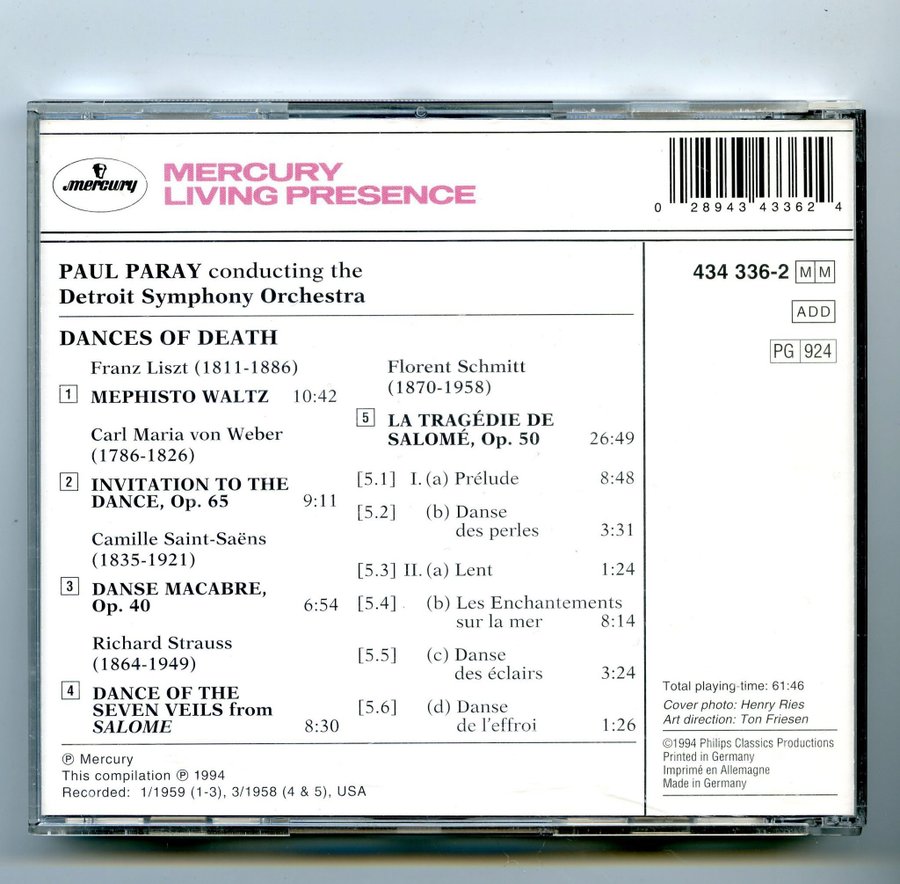 mercury
MERCURY
LIVING PRESENCE
0 28943 43362 4
PAUL PARAY conducting the
Detroit Symphony Orchestra
DANCES OF DEATH
Franz Liszt (1811-1886)
1 MEPHISTO WALTZ 10:42
Carl Maria von Weber
(1786-1826)
2 INVITATION TO THE
DANCE, Op. 65 9:11
Camille Saint-Saëns
(1835-1921)
3 DANSE MACABRE,
Op. 40 6:54
Richard Strauss
(1864-1949)
4 DANCE OF THE
SEVEN VEILS from
SALOME 8:30
Florent Schmitt
(1870-1958)
5 LA TRAGÉDIE DE
SALOMÉ, Op. 50 26:49
[5.1] I. (a) Prélude 8:48
[5.2] (b) Danse
des perles 3:31
[5.3] II. (a) Lent 1:24
[5.4] (b) Les Enchantements
sur la mer 8:14
[5.5] (c) Danse
des éclairs 3:24
[5.6] (d) Danse
de l'effroi 1:26
℗ Mercury
This compilation ℗ 1994
Recorded: 1/1959 (1-3), 3/1958 (4 & 5), USA
434 336-2 M M
ADD
PG 924
Total playing-time: 61:46
Cover photo: Henry Ries
Art direction: Ton Friesen
©1994 Philips Classics Productions
Printed in Germany
Imprimé en Allemagne
Made in Germany